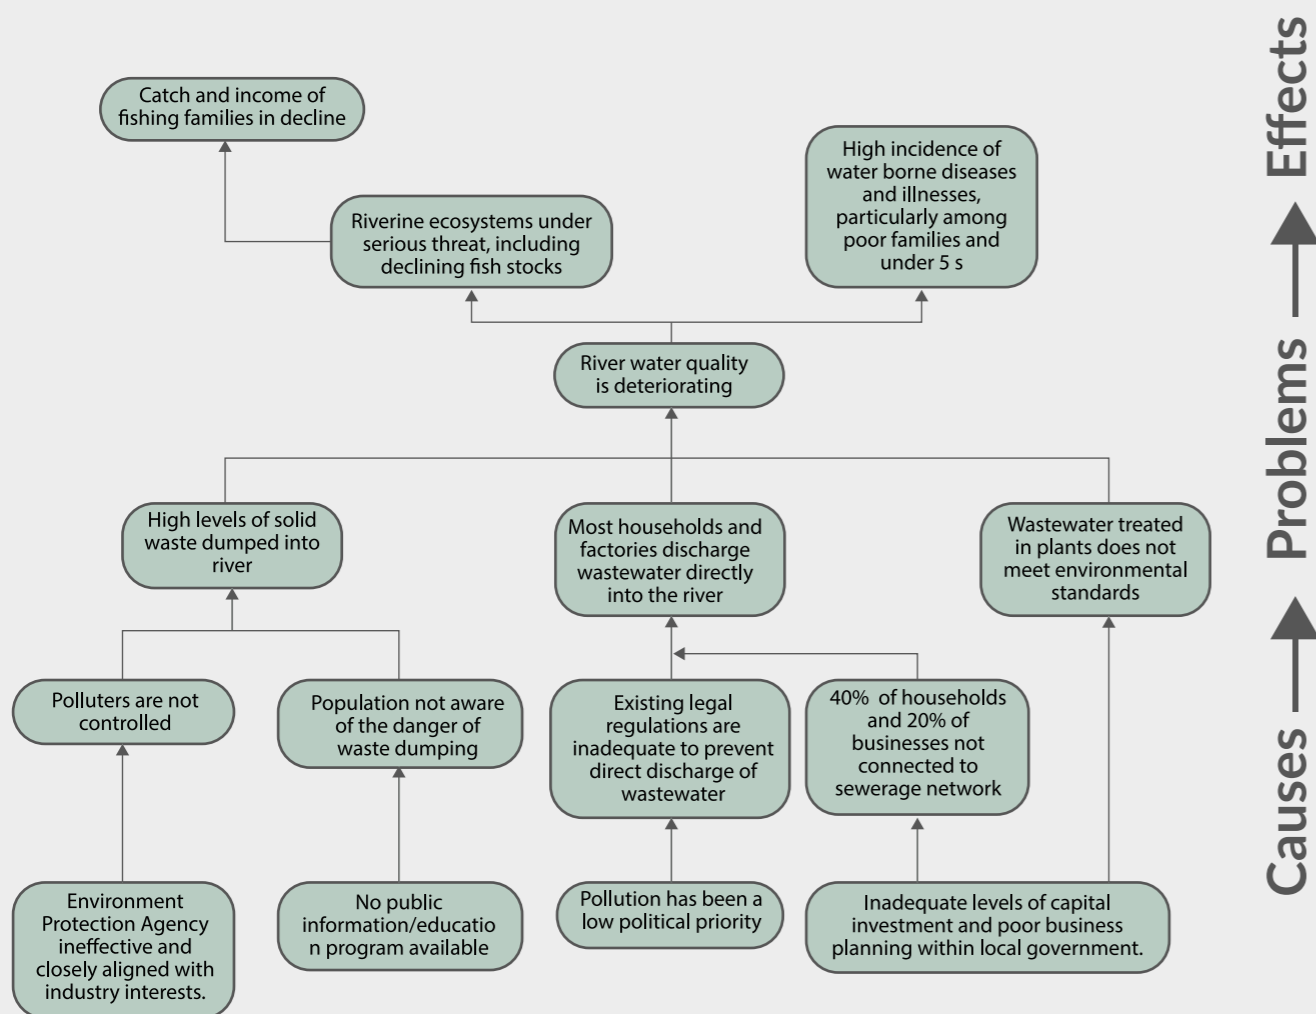 Catch and income of
fishing families in decline
High incidence of
water borne diseases
and illnesses,
particularly among
poor families and
under 5 s
Riverine ecosystems under
serious threat, including
declining fish stocks
River water quality
is deteriorating
High levels of solid
waste dumped into
river
Most households and
factories discharge
wastewater directly
into the river
Wastewater treated
in plants does not
meet environmental
standards
Polluters are not
controlled
Population not aware
of the danger of
waste dumping
Existing legal
regulations are
inadequate to prevent
direct discharge of
wastewater
40% of households
and 20% of
businesses not
connected to
sewerage network
Environment
Protection Agency
ineffective and
closely aligned with
industry interests.
No public
information/educatio
n program available
Pollution has been a
low political priority
Inadequate levels of capital
investment and poor business
planning within local government.
Causes
Problems
Effects